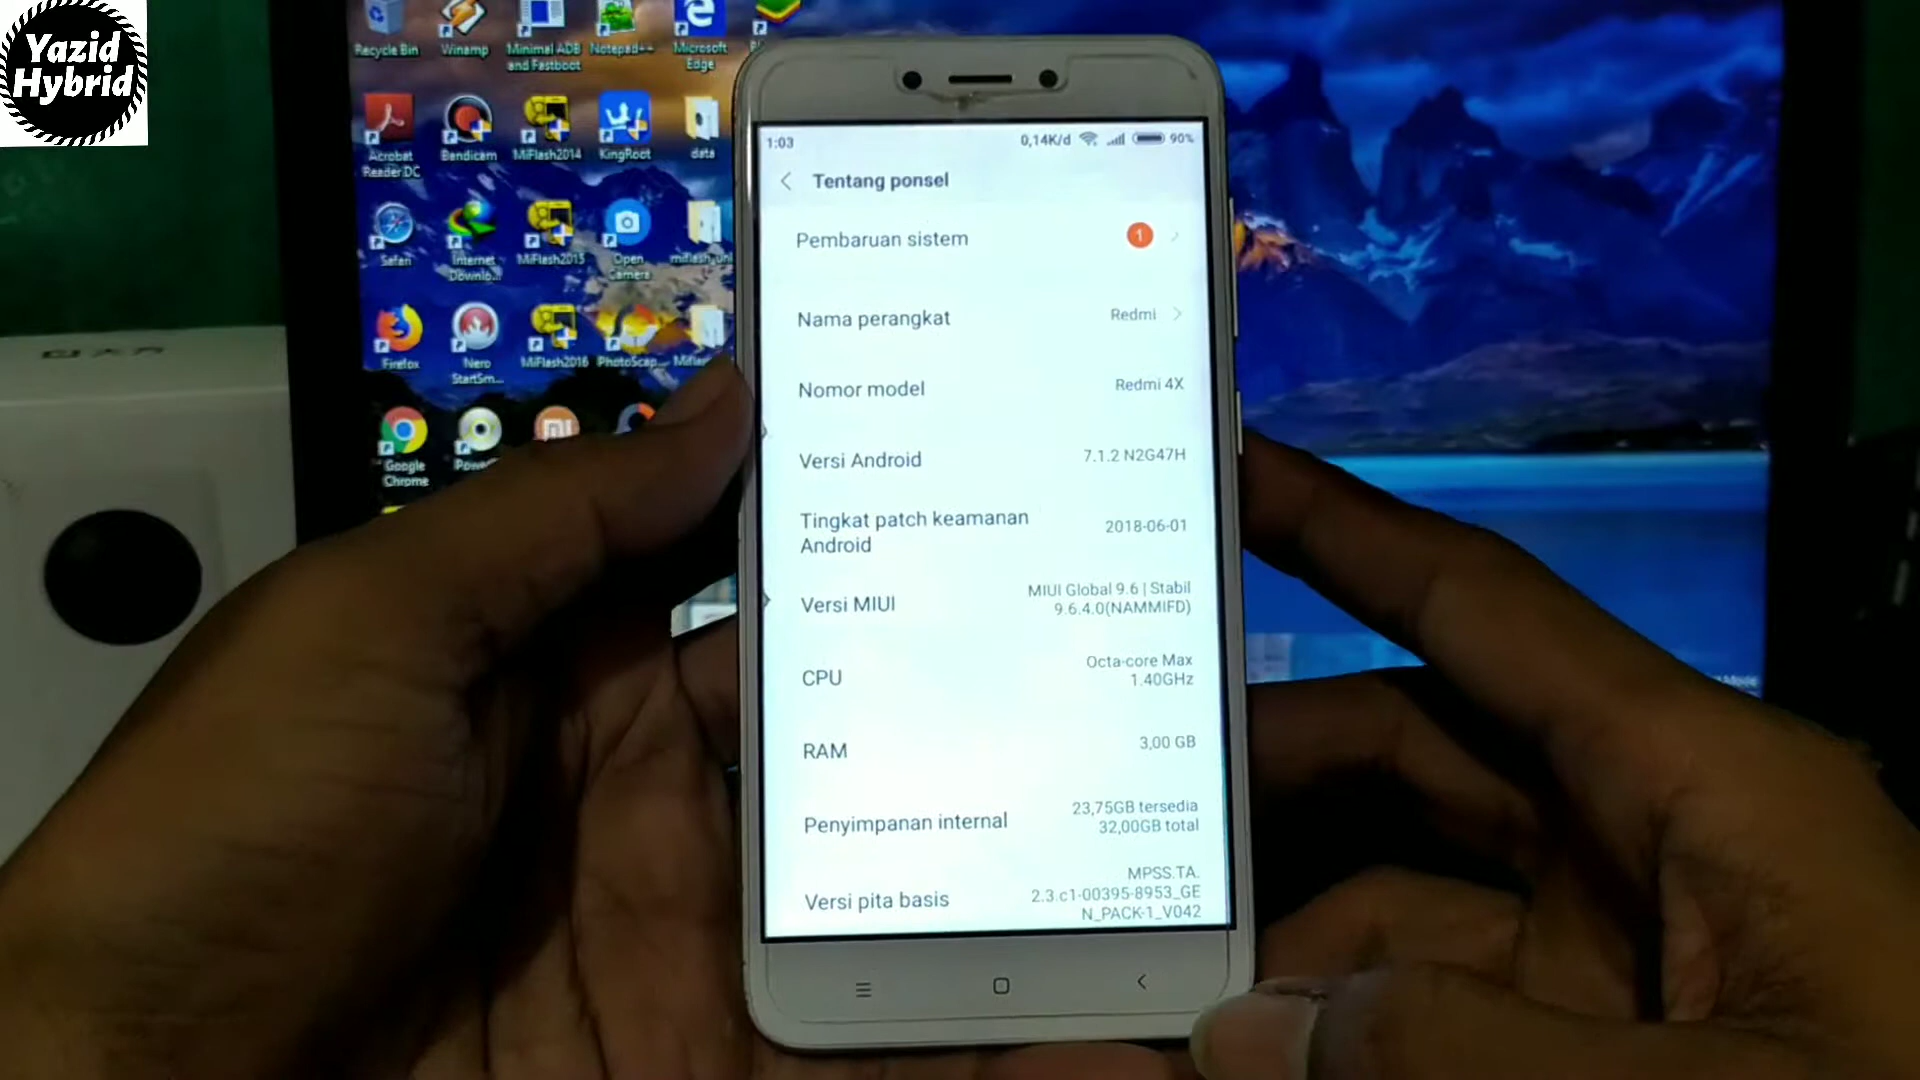 Yazid
Hybrid
Recycle Bin
Winamp
Minimal ADB
and Fastboot
Notepad++
Microsoft
Edge
Acrobat
Reader DC
Bandicam
MiFlash2014
KingRoot
data
Safari
Internet
Downlo...
MiFlash2015
Open
Camera
Firefox
Nero
StartSm...
MiFlash2016
PhotoScap...
Google
Chrome
1:03
0,14K/d
90%
Tentang ponsel
Pembaruan sistem
1
Nama perangkat
Redmi
Nomor model
Redmi 4X
Versi Android
7.1.2 N2G47H
Tingkat patch keamanan
Android
2018-06-01
Versi MIUI
MIUI Global 9.6 | Stabil
9.6.4.0(NAMMIFD)
CPU
Octa-core Max
1.40GHz
RAM
3,00 GB
Penyimpanan internal
23,75GB tersedia
32,00GB total
Versi pita basis
MPSS.TA.
2.3.c1-00395-8953_GE
N_PACK-1_V042